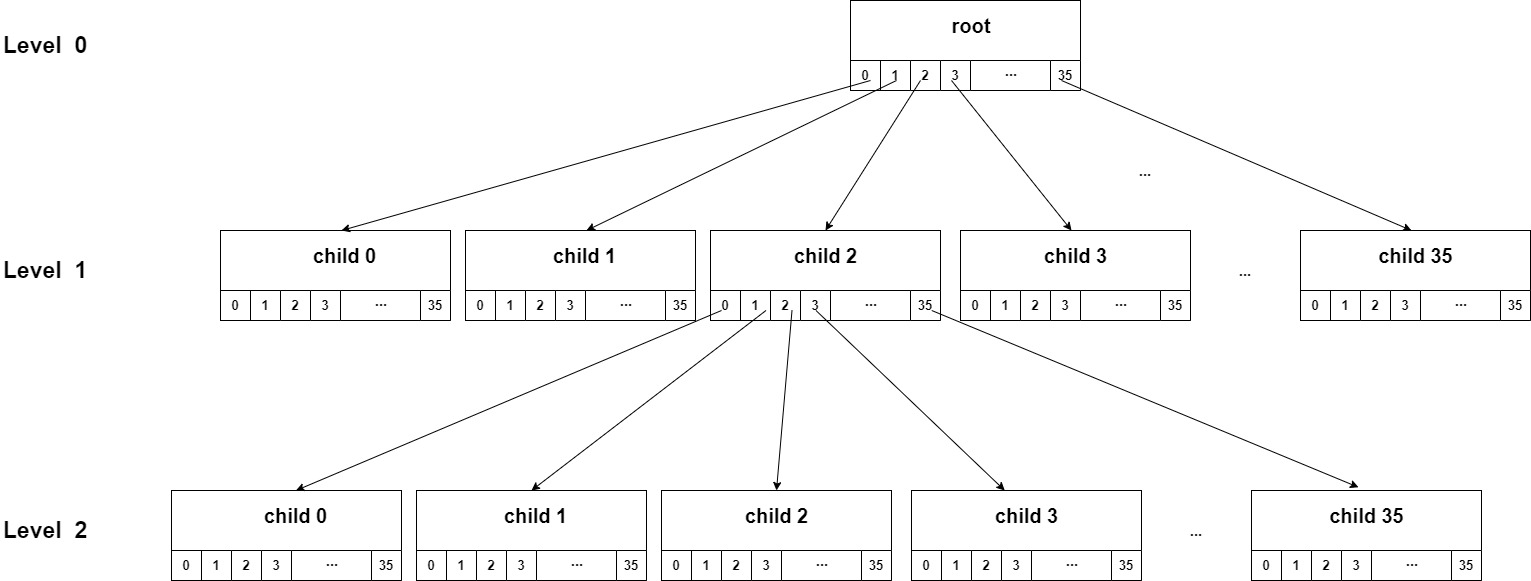 root
Level 0
0 1 2 3 ... 35
...
child 0 child 1 child 2 child 3 child 35
Level 1 ...
0 1 2 3 ... 35 0 1 2 3 ... 35 0 1 2 3 ... 35 0 1 2 3 ... 35 0 1 2 3 ... 35
child 0 child 1 child 2 child 3 child 35
Level 2 ...
0 1 2 3 ... 35 0 1 2 3 ... 35 0 1 2 3 ... 35 0 1 2 3 ... 35 0 1 2 3 ... 35